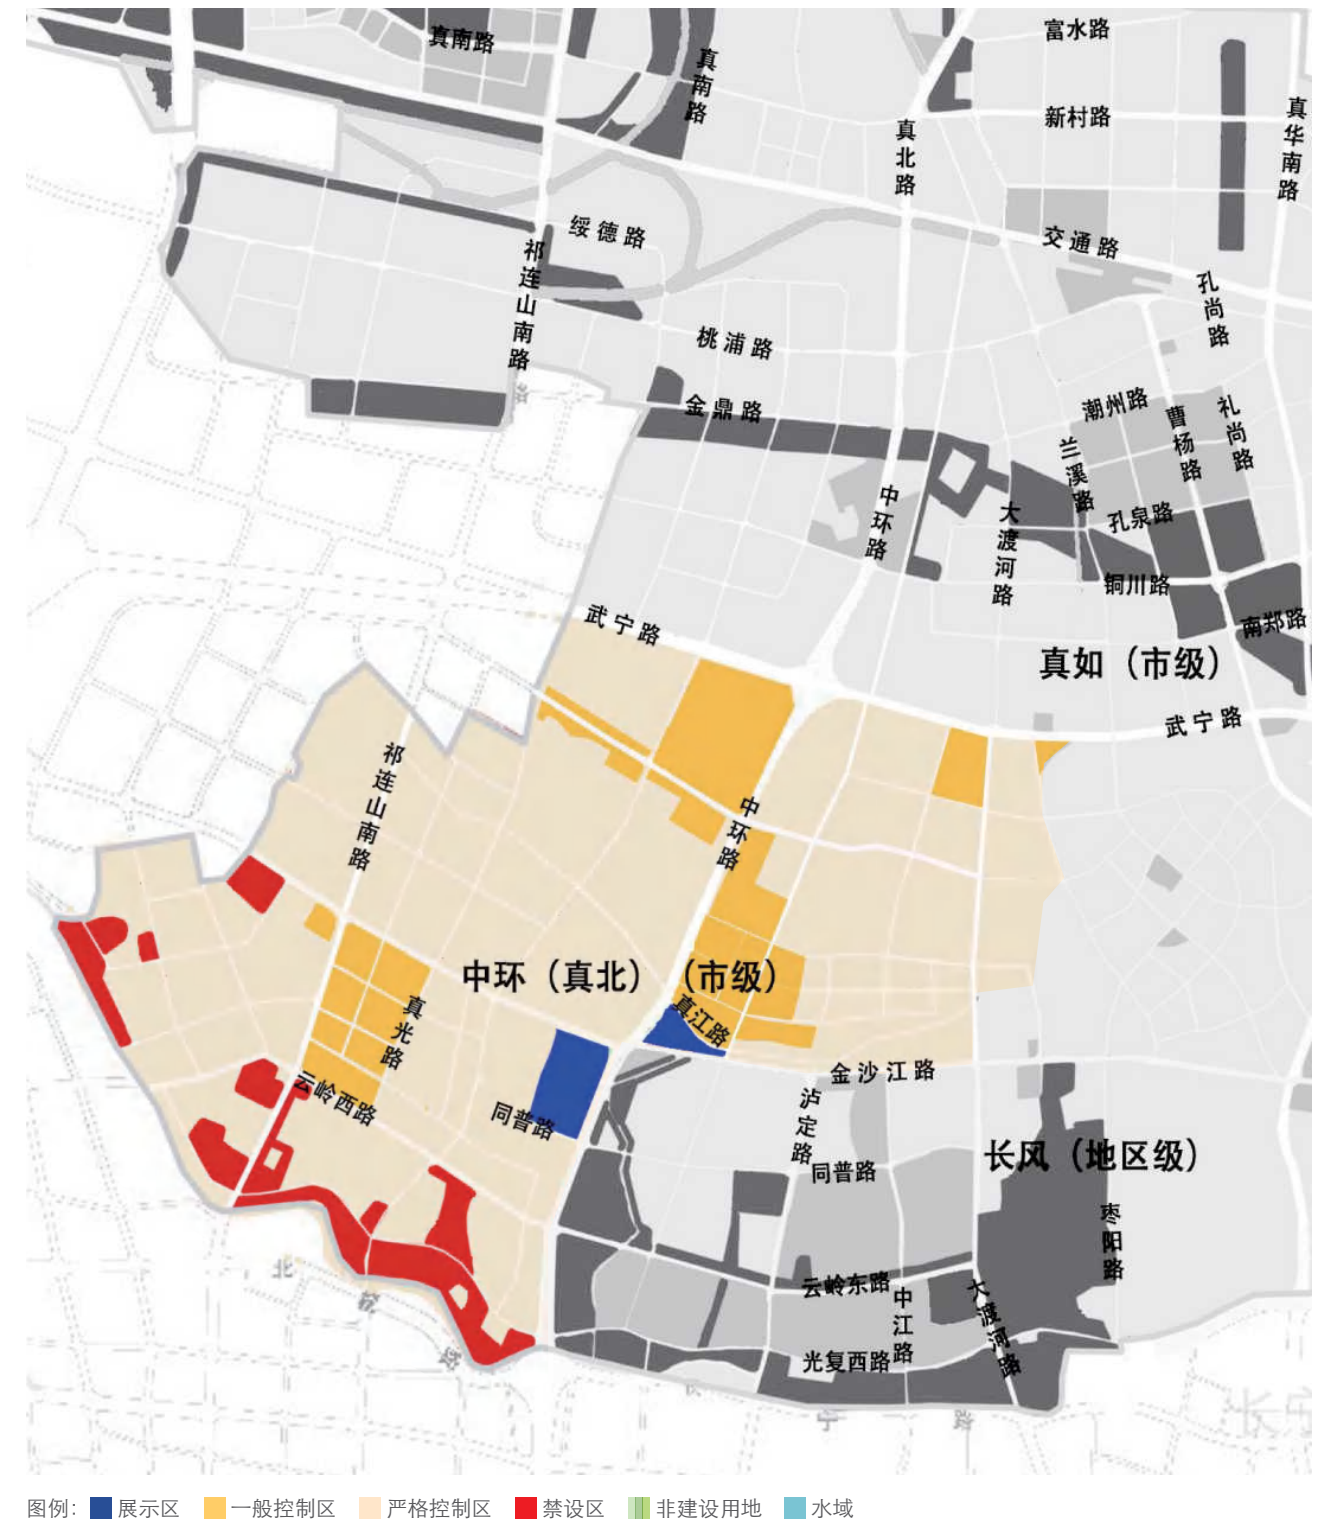 富水路
真南路
真南路
新村路
真华南路
真北路
绥德路
交通路
祁连山南路
孔尚路
桃浦路
路
金鼎路
潮州路
礼尚路
曹杨路
兰溪路
中环路
大渡河路
孔泉路
铜川路
武宁路
南郑路
真如（市级）
武宁路
祁连山南路
中环路
中环（真北）（市级）
真光路
真江路
金沙江路
云岭西路
同普路
泸定路
同普路
长风（地区级）
枣阳路
北
云岭东路
中江路
大渡河路
光复西路
宁
路
长宁
图例：展示区 一般控制区 严格控制区 禁设区 非建设用地 水域